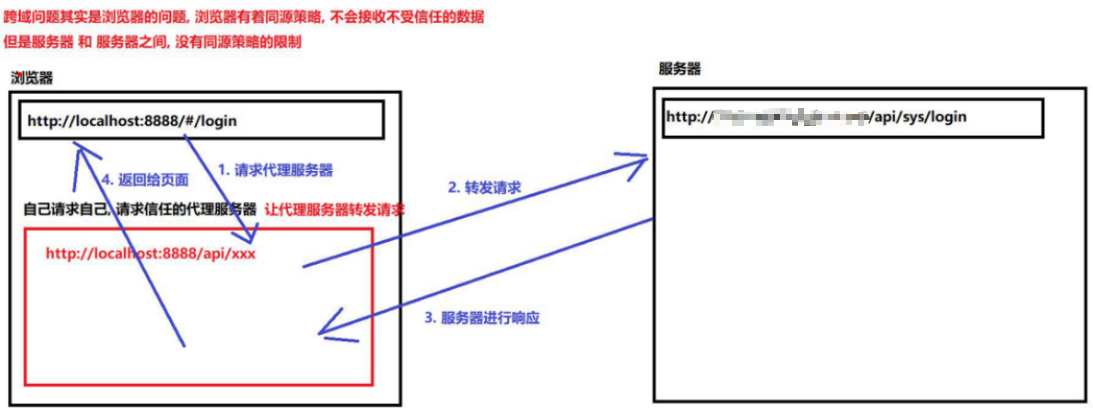 跨域问题其实是浏览器的问题, 浏览器有着同源策略, 不会接收不受信任的数据
但是服务器 和 服务器之间, 没有同源策略的限制
浏览器
服务器
http://localhost:8888/#/login
http://
/api/sys/login
1. 请求代理服务器
4. 返回给页面
2. 转发请求
自己请求自己, 请求信任的代理服务器 让代理服务器转发请求
http://localhost:8888/api/xxx
3. 服务器进行响应